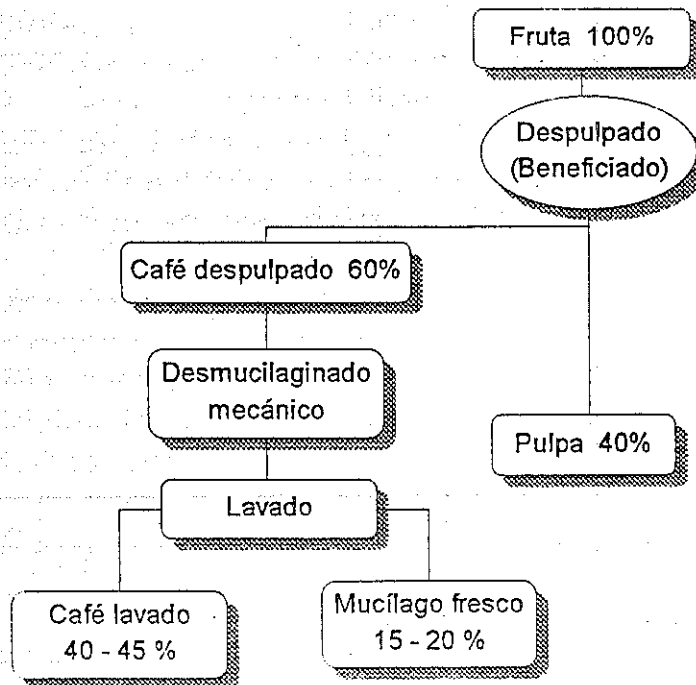 Fruta 100%
Despulpado
(Beneficiado)
Café despulpado 60%
Desmucilaginado
mecánico
Pulpa 40%
Lavado
Café lavado
40 - 45 %
Mucílago fresco
15 - 20 %